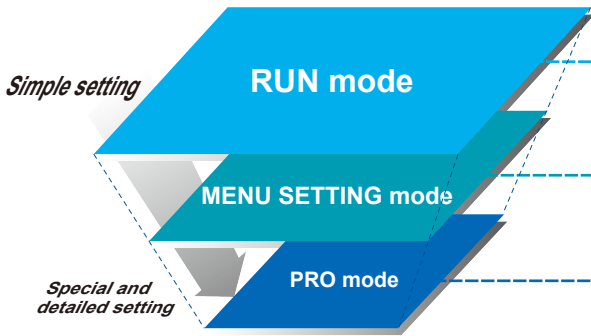 RUN mode
Simple setting
MENU SETTING mode
PRO mode
Special and
detailed setting